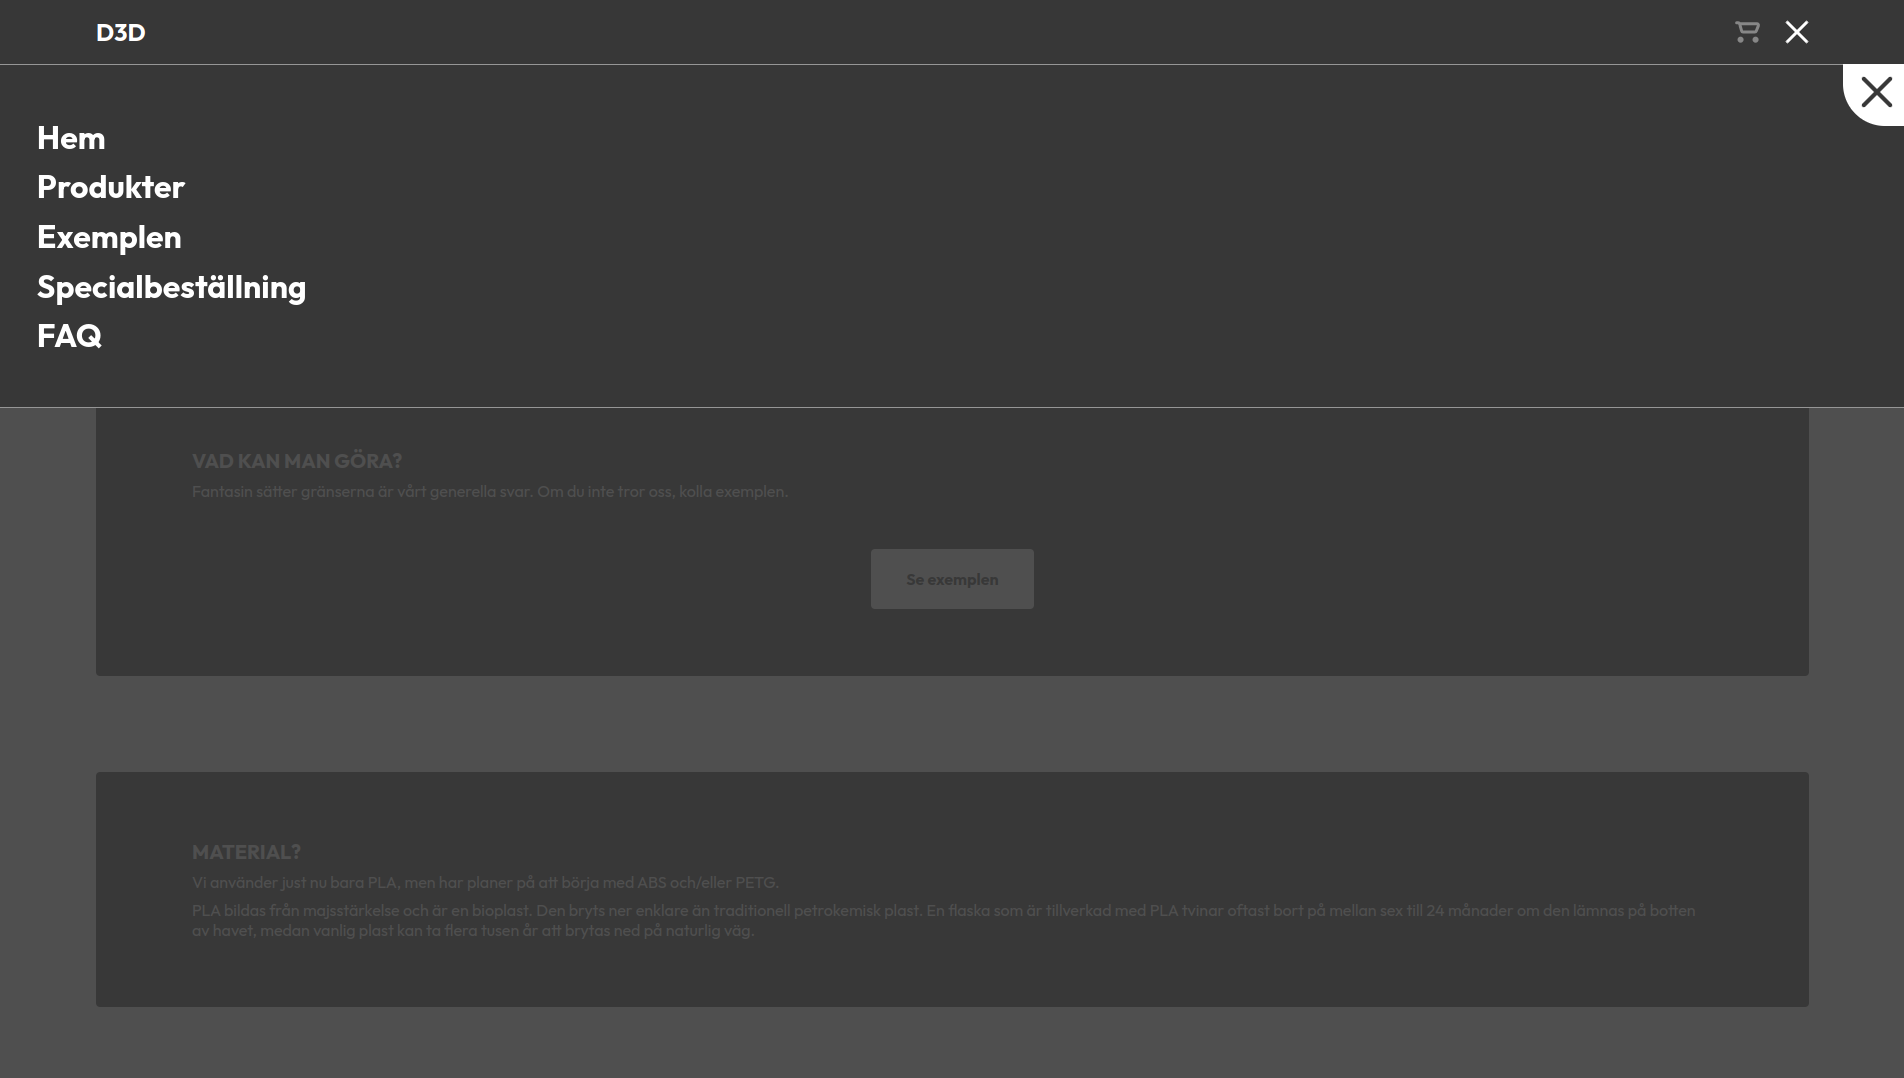 D3D
Hem
Produkter
Exemplen
Specialbeställning
FAQ
VAD KAN MAN GÖRA?
Fantasin sätter gränserna är vårt generella svar. Om du inte tror oss, kolla exemplen.
Se exemplen
MATERIAL?
Vi använder just nu bara PLA, men har planer på att börja med ABS och/eller PETG.
PLA bildas från majsstärkelse och är en bioplast. Den bryts ner enklare än traditionell petrokemisk plast. En flaska som är tillverkad med PLA tvinar oftast bort på mellan sex till 24 månader om den lämnas på botten
av havet, medan vanlig plast kan ta flera tusen år att brytas ned på naturlig väg.